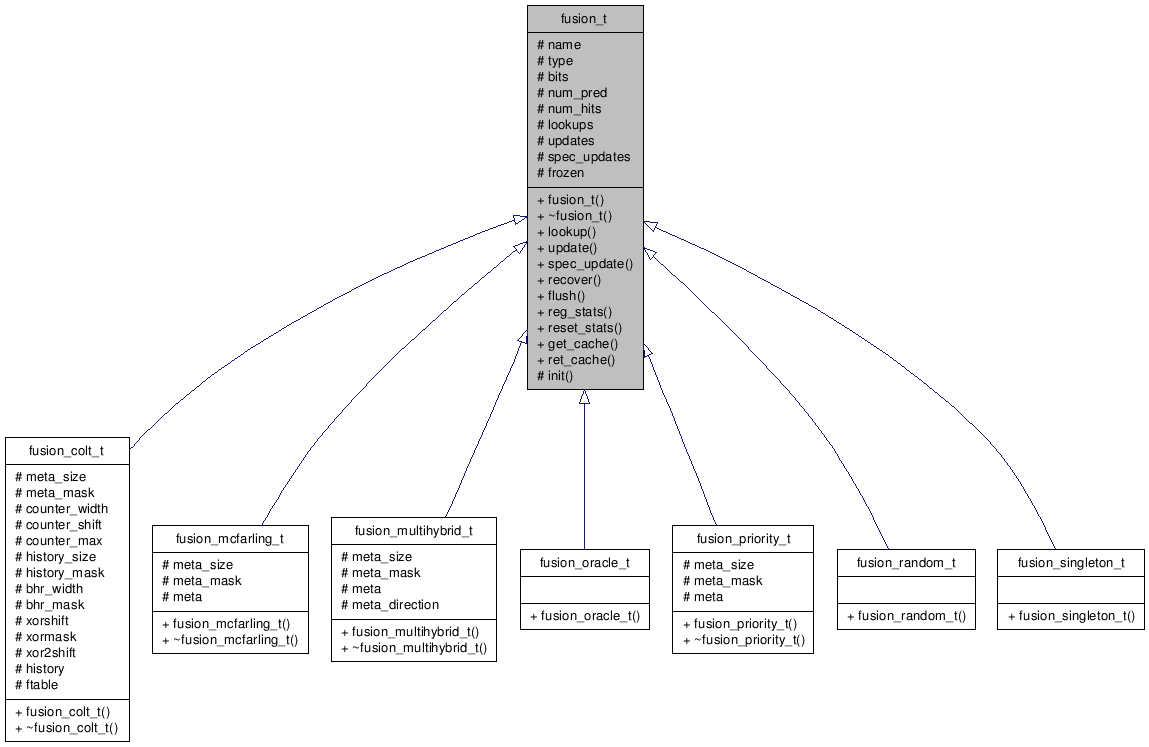 fusion_t
# name
# type
# bits
# num_pred
# num_hits
# lookups
# updates
# spec_updates
# frozen
+ fusion_t()
+ ~fusion_t()
+ lookup()
+ update()
+ spec_update()
+ recover()
+ flush()
+ reg_stats()
+ reset_stats()
+ get_cache()
+ ret_cache()
# init()
fusion_colt_t
# meta_size
# meta_mask
# counter_width
# counter_shift
# counter_max
# history_size
# history_mask
# bhr_width
# bhr_mask
# xorshift
# xormask
# xor2shift
# history
# ftable
+ fusion_colt_t()
+ ~fusion_colt_t()
fusion_mcfarling_t
# meta_size
# meta_mask
# meta
+ fusion_mcfarling_t()
+ ~fusion_mcfarling_t()
fusion_multihybrid_t
# meta_size
# meta_mask
# meta
# meta_direction
+ fusion_multihybrid_t()
+ ~fusion_multihybrid_t()
fusion_oracle_t
+ fusion_oracle_t()
fusion_priority_t
# meta_size
# meta_mask
# meta
+ fusion_priority_t()
+ ~fusion_priority_t()
fusion_random_t
+ fusion_random_t()
fusion_singleton_t
+ fusion_singleton_t()